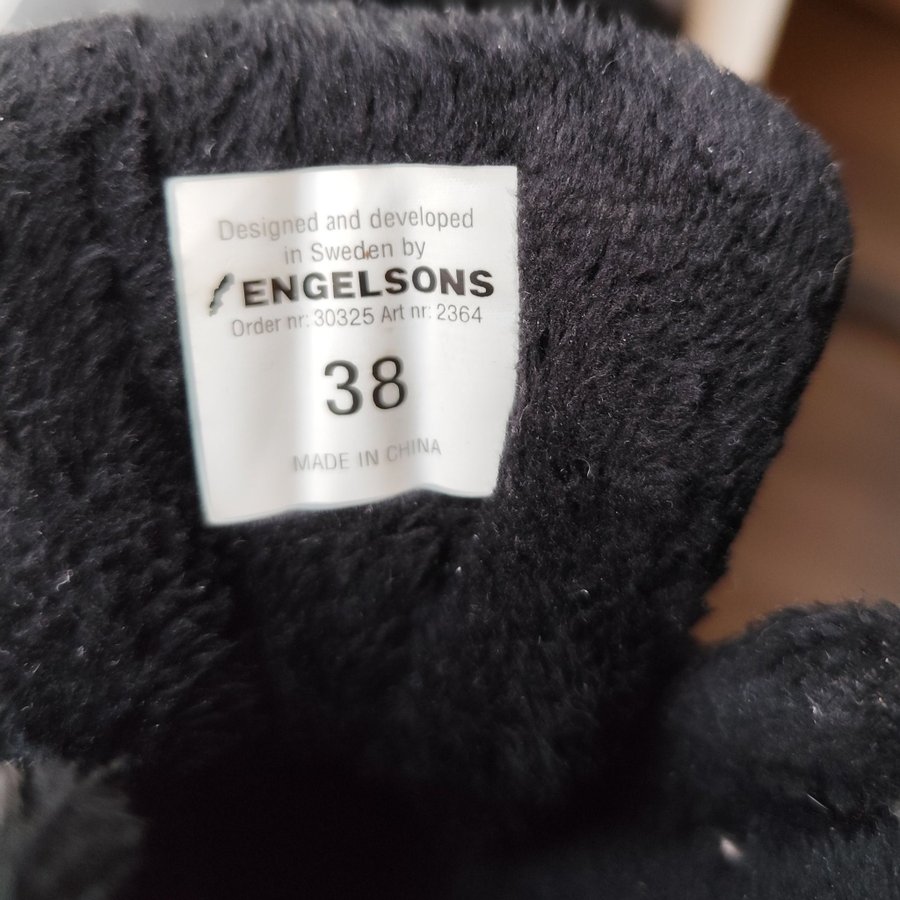 Designed and developed
in Sweden by
ENGELSONS
Order nr: 30325 Art nr: 2364
38
MADE IN CHINA